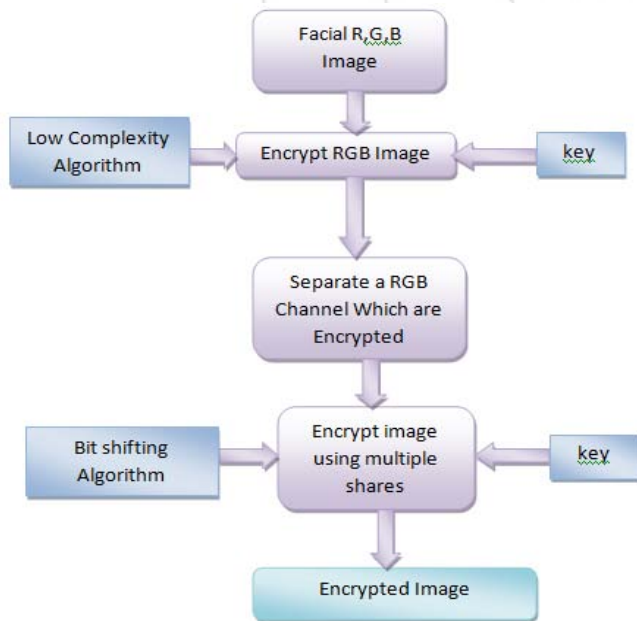 Facial R,G,B
Image
Low Complexity
Algorithm
Encrypt RGB Image
key
Separate a RGB
Channel Which are
Encrypted
Bit shifting
Algorithm
Encrypt image
using multiple
shares
key
Encrypted Image